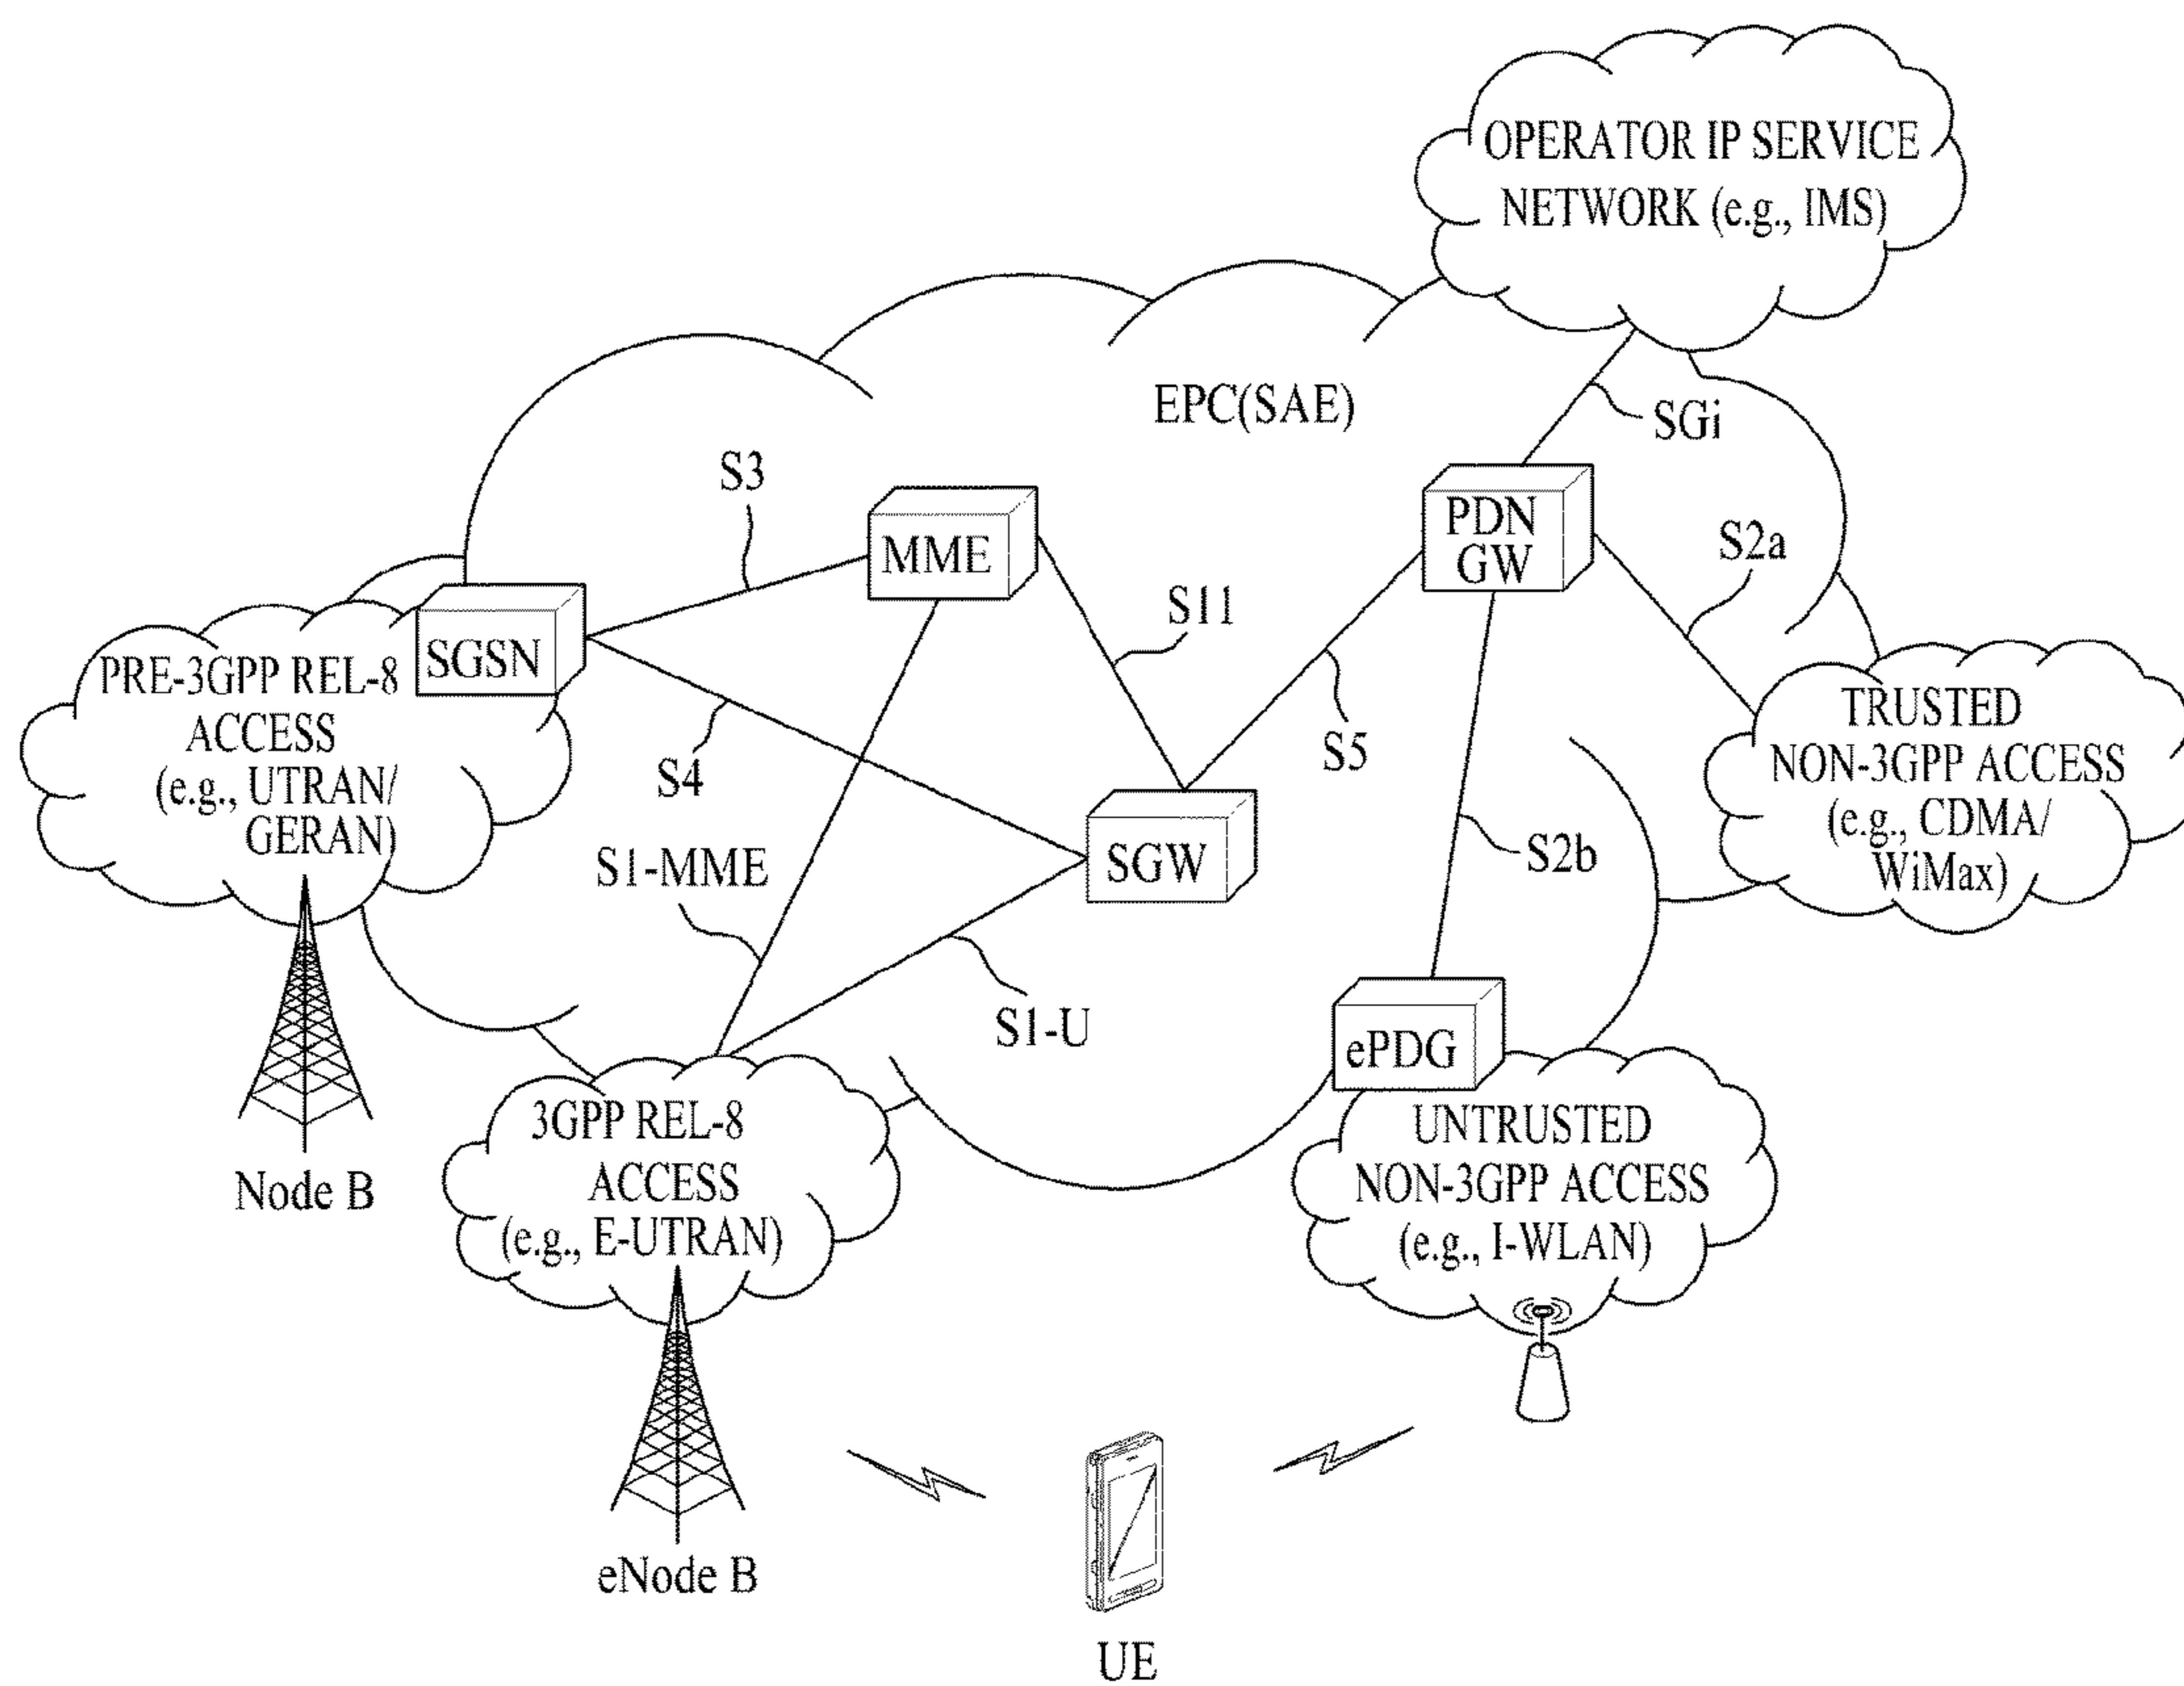 OPERATOR IP SERVICE
NETWORK (e.g., IMS)
EPC(SAE)
SGi
S3
MME
PDN
GW
S2a
S11
SGSN
PRE-3GPP REL-8
ACCESS
(e.g., UTRAN/
GERAN)
S4
S5
TRUSTED
NON-3GPP ACCESS
(e.g., CDMA/
WiMax)
S1-MME
SGW
S2b
S1-U
ePDG
Node B
3GPP REL-8
ACCESS
(e.g., E-UTRAN)
UNTRUSTED
NON-3GPP ACCESS
(e.g., I-WLAN)
eNode B
UE